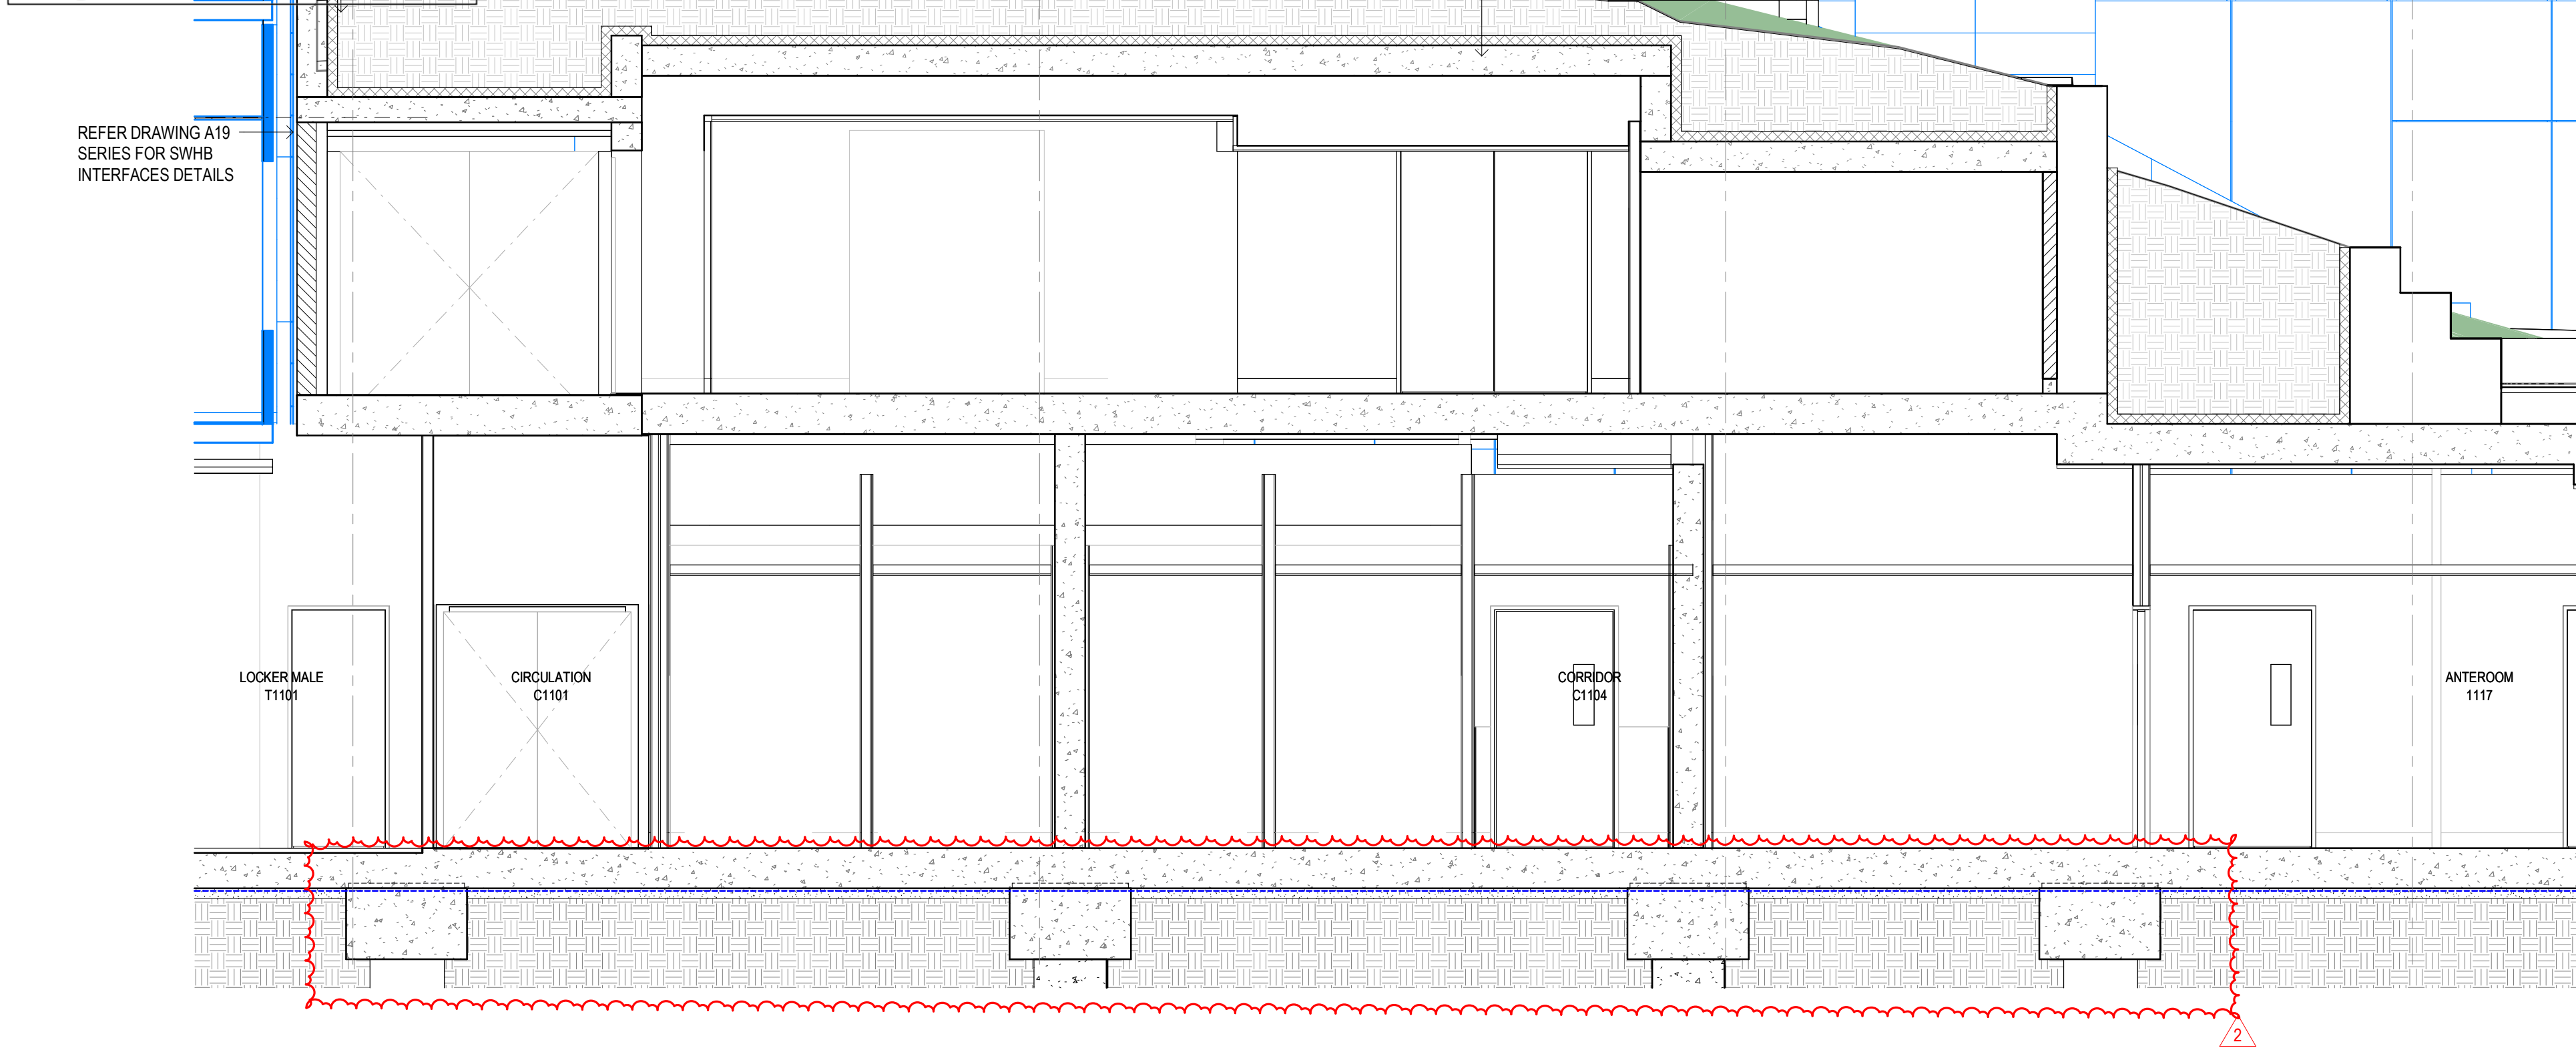 REFER DRAWING A19
SERIES FOR SWHB
INTERFACES DETAILS
LOCKER MALE
T1101
CIRCULATION
C1101
CORRIDOR
C1104
ANTEROOM
1117
2